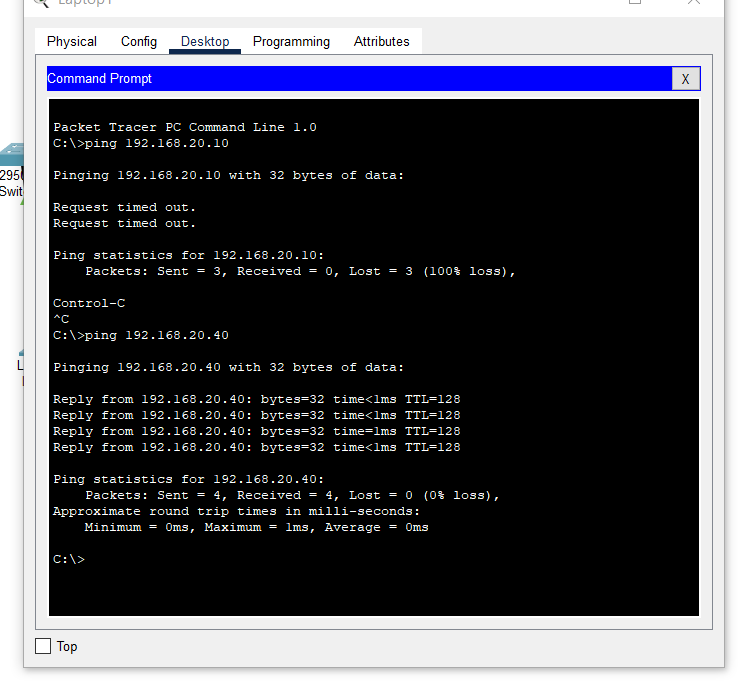 Laptop1
Physical Config Desktop Programming Attributes
Command Prompt X
Packet Tracer PC Command Line 1.0
C:\>ping 192.168.20.10
Pinging 192.168.20.10 with 32 bytes of data:
Request timed out.
Request timed out.
Ping statistics for 192.168.20.10:
Packets: Sent = 3, Received = 0, Lost = 3 (100% loss),
Control-C
^C
C:\>ping 192.168.20.40
Pinging 192.168.20.40 with 32 bytes of data:
Reply from 192.168.20.40: bytes=32 time<1ms TTL=128
Reply from 192.168.20.40: bytes=32 time<1ms TTL=128
Reply from 192.168.20.40: bytes=32 time=1ms TTL=128
Reply from 192.168.20.40: bytes=32 time<1ms TTL=128
Ping statistics for 192.168.20.40:
Packets: Sent = 4, Received = 4, Lost = 0 (0% loss),
Approximate round trip times in milli-seconds:
Minimum = 0ms, Maximum = 1ms, Average = 0ms
C:\>
Top
295
Swit
L